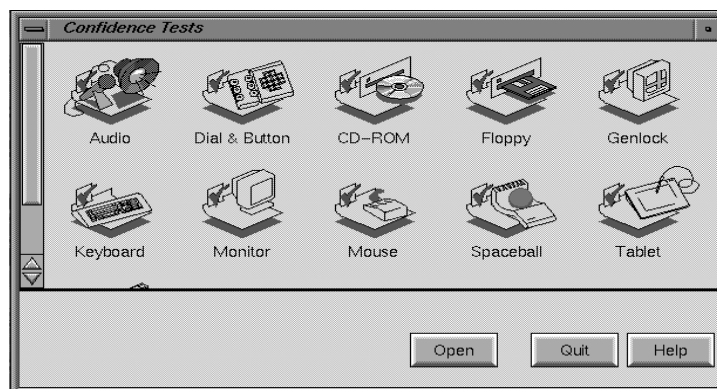 Confidence Tests
Audio
Dial & Button
CD-ROM
Floppy
Genlock
Keyboard
Monitor
Mouse
Spaceball
Tablet
Open
Quit
Help